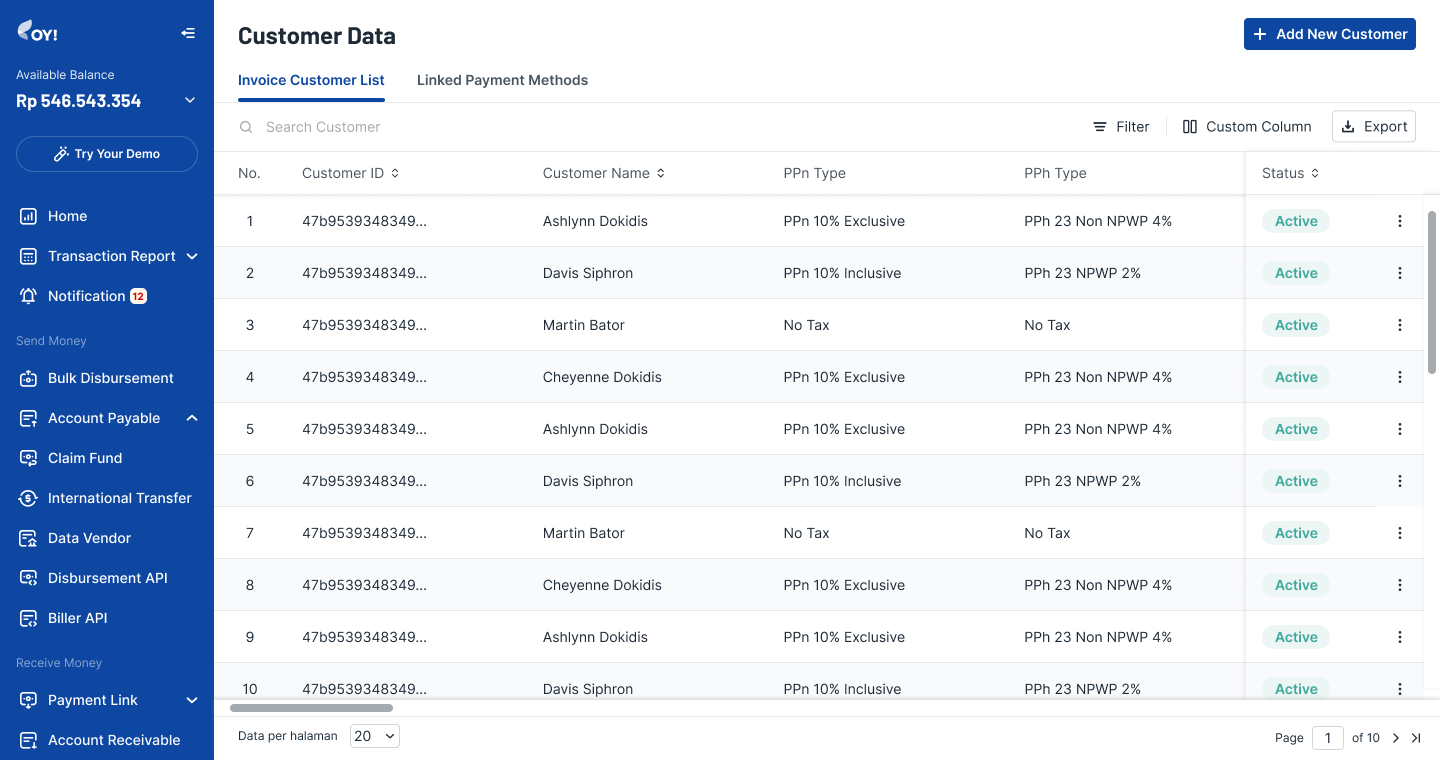 OY!
Available Balance
Rp 546.543.354
Try Your Demo
Home
Transaction Report
Notification 12
Send Money
Bulk Disbursement
Account Payable
Claim Fund
International Transfer
Data Vendor
Disbursement API
Biller API
Receive Money
Payment Link
Account Receivable
Customer Data
Add New Customer
Invoice Customer List Linked Payment Methods
Search Customer Filter Custom Column Export
No. Customer ID Customer Name PPn Type PPh Type Status
1 47b9539348349... Ashlynn Dokidis PPn 10% Exclusive PPh 23 Non NPWP 4% Active
2 47b9539348349... Davis Siphron PPn 10% Inclusive PPh 23 NPWP 2% Active
3 47b9539348349... Martin Bator No Tax No Tax Active
4 47b9539348349... Cheyenne Dokidis PPn 10% Exclusive PPh 23 Non NPWP 4% Active
5 47b9539348349... Ashlynn Dokidis PPn 10% Exclusive PPh 23 Non NPWP 4% Active
6 47b9539348349... Davis Siphron PPn 10% Inclusive PPh 23 NPWP 2% Active
7 47b9539348349... Martin Bator No Tax No Tax Active
8 47b9539348349... Cheyenne Dokidis PPn 10% Exclusive PPh 23 Non NPWP 4% Active
9 47b9539348349... Ashlynn Dokidis PPn 10% Exclusive PPh 23 Non NPWP 4% Active
10 47b9539348349... Davis Siphron PPn 10% Inclusive PPh 23 NPWP 2% Active
Data per halaman 20 Page 1 of 10